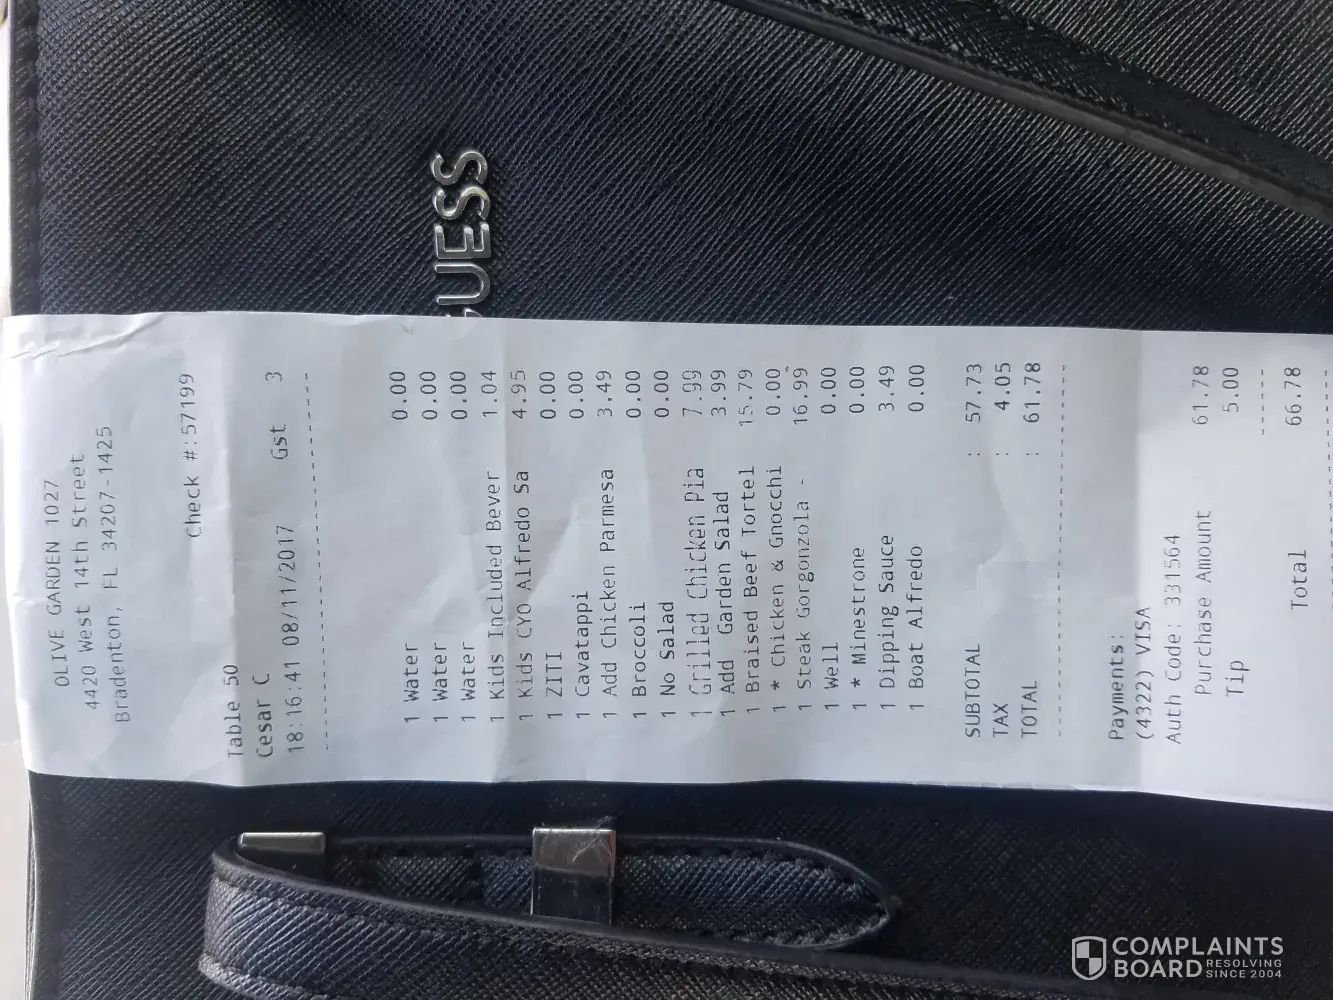 OLIVE GARDEN 1027
4420 West 14th Street
Bradenton, FL 34207-1425
Check #:57199
Table 50
Cesar C Gst 3
18:16:41 08/11/2017
1 Water 0.00
1 Water 0.00
1 Water 0.00
1 Kids Included Bever 1.04
1 Kids CYO Alfredo Sa 4.95
1 ZITI 0.00
1 Cavatappi 0.00
1 Add Chicken Parmesa 3.49
1 Broccoli 0.00
1 No Salad 0.00
1 Grilled Chicken Pia 7.99
1 Add Garden Salad 3.99
1 Braised Beef Tortel 15.79
1 * Chicken & Gnocchi 0.00
1 Steak Gorgonzola - 16.99
1 Well 0.00
1 * Minestrone 0.00
1 Dipping Sauce 3.49
1 Boat Alfredo 0.00
SUBTOTAL : 57.73
TAX : 4.05
TOTAL : 61.78
Payments:
(4322) VISA
Auth Code: 331564
Purchase Amount 61.78
Tip 5.00
Total 66.78
UESS
COMPLAINTS
BOARD RESOLVING
SINCE 2004